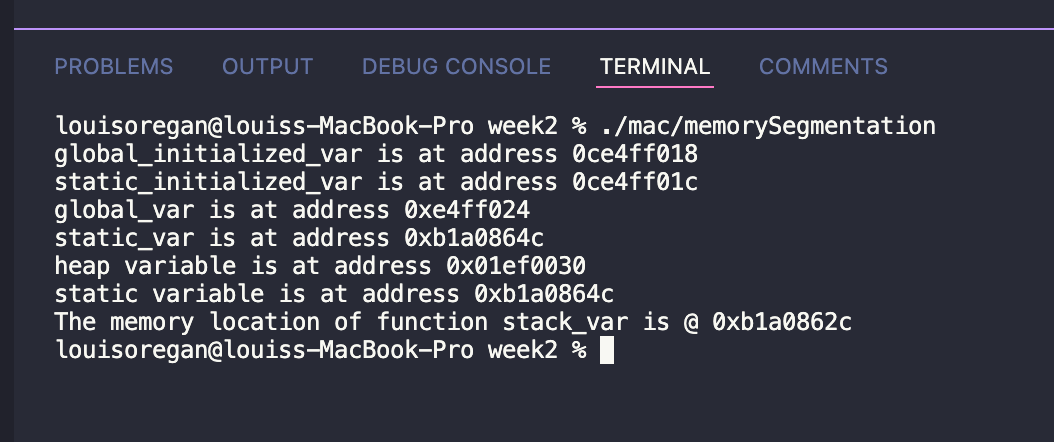 PROBLEMS OUTPUT DEBUG CONSOLE TERMINAL COMMENTS
louisoregan@louiss-MacBook-Pro week2 % ./mac/memorySegmentation
global_initialized_var is at address 0ce4ff018
static_initialized_var is at address 0ce4ff01c
global_var is at address 0xe4ff024
static_var is at address 0xb1a0864c
heap variable is at address 0x01ef0030
static variable is at address 0xb1a0864c
The memory location of function stack_var is @ 0xb1a0862c
louisoregan@louiss-MacBook-Pro week2 %